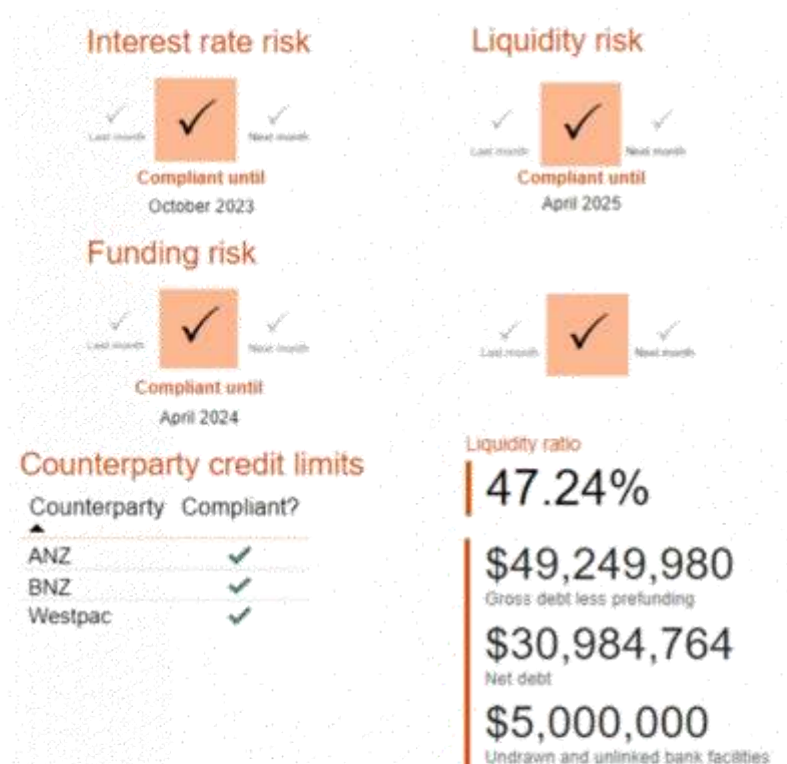 Interest rate risk
Last month
Next month
Compliant until
October 2023
Liquidity risk
Last month
Next month
Compliant until
April 2025
Funding risk
Last month
Next month
Compliant until
April 2024
Last month
Next month
Counterparty credit limits
Counterparty Compliant?
ANZ
BNZ
Westpac
Liquidity ratio
47.24%
$49,249,980
Gross debt less prefunding
$30,984,764
Net debt
$5,000,000
Undrawn and unlinked bank facilities